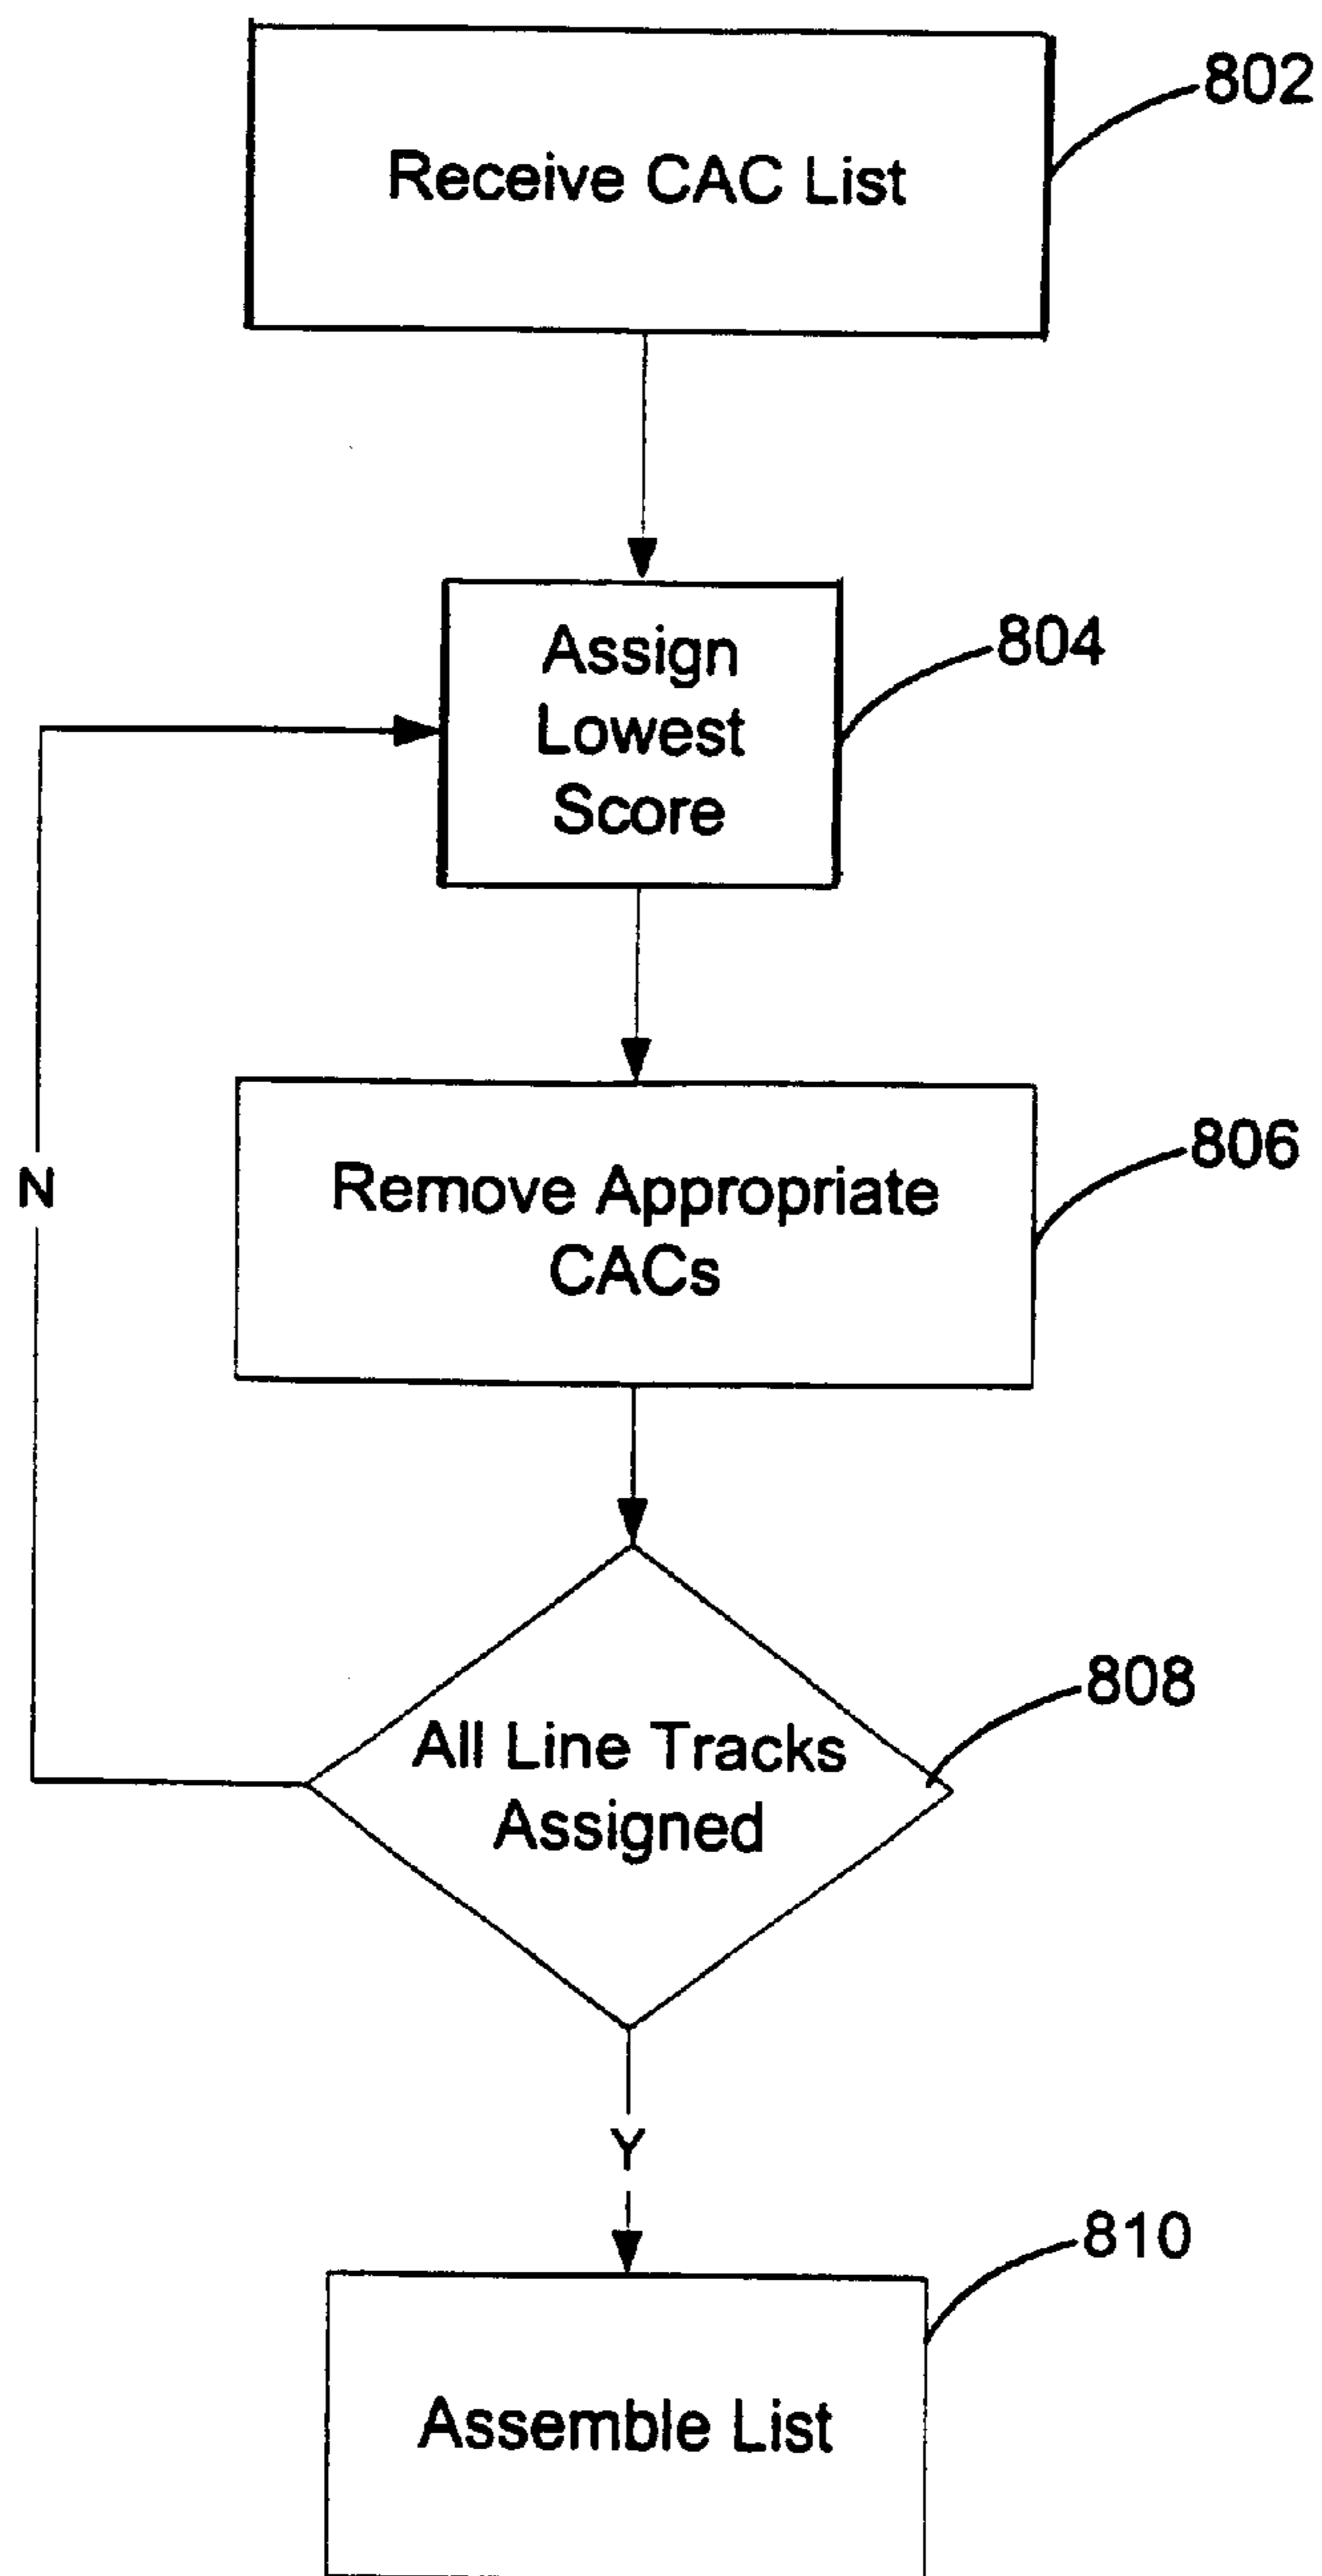 Receive CAC List
802
Assign
Lowest
Score
804
Remove Appropriate
CACs
806
N
All Line Tracks
Assigned
808
Y
Assemble List
810